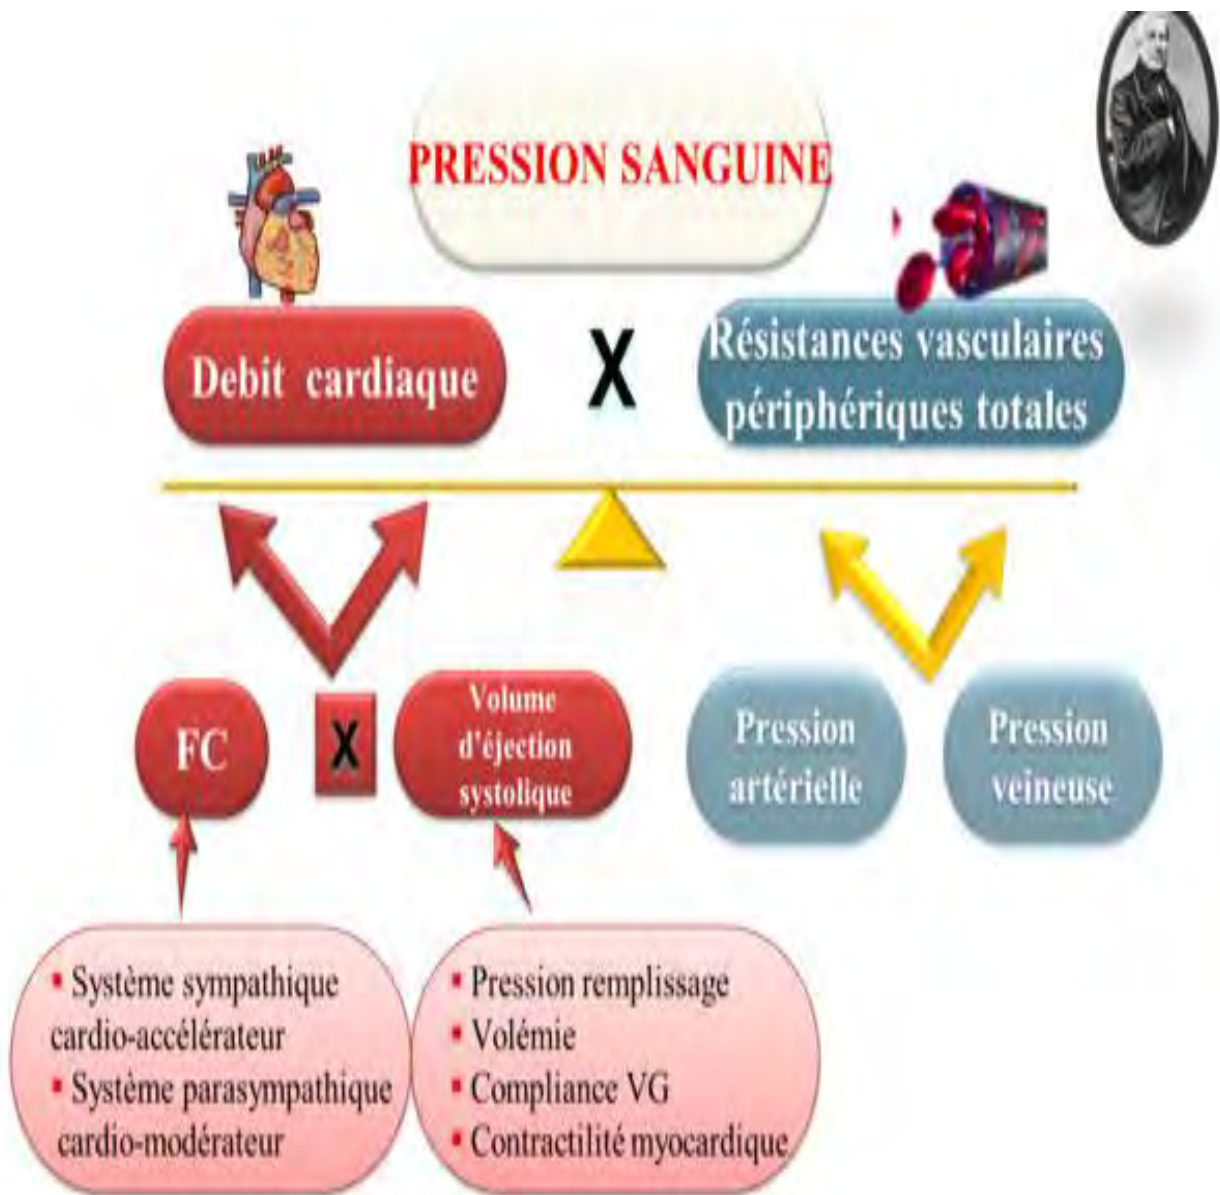 PRESSION SANGUINE
Debit cardiaque
X
Résistances vasculaires
périphériques totales
FC
X
Volume
d'éjection
systolique
Pression
artérielle
Pression
veineuse
▪ Système sympathique
cardio-accélérateur
▪ Système parasympathique
cardio-modérateur
▪ Pression remplissage
▪ Volémie
▪ Compliance VG
▪ Contractilité myocardique